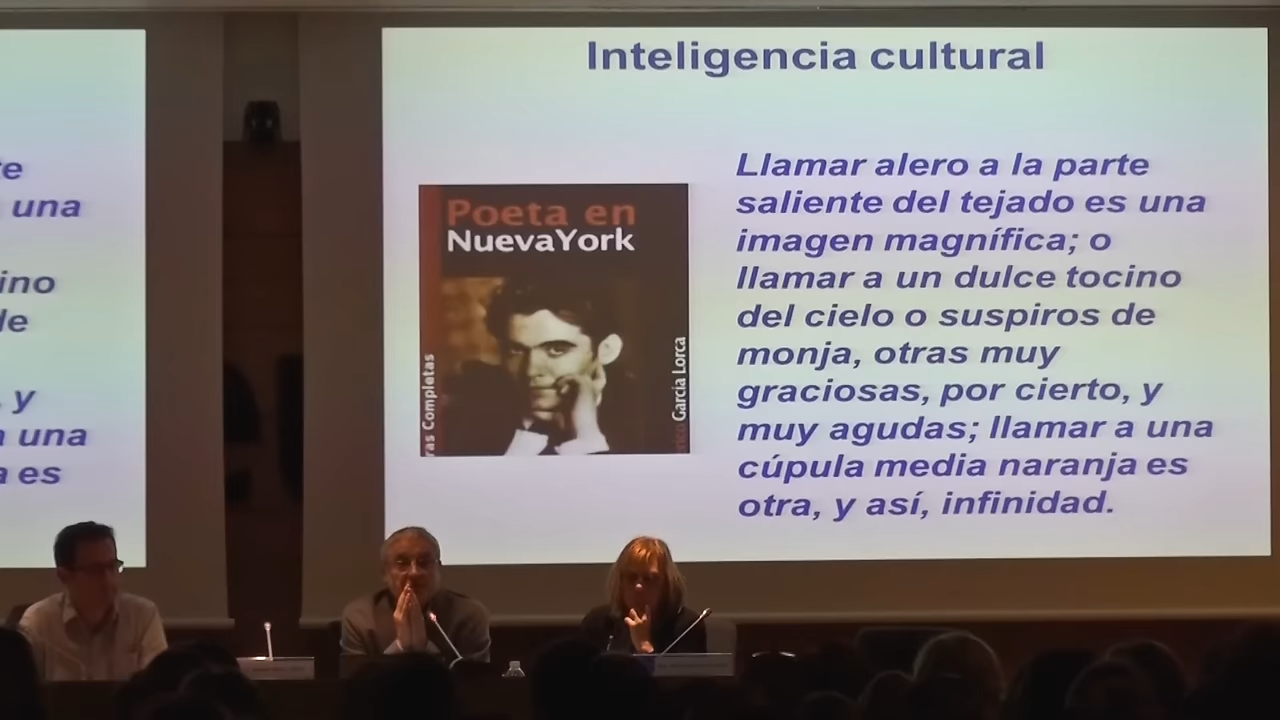 Inteligencia cultural
te
una
ino
de
, y
a una
a es
Poeta en
NuevaYork
ras Completas
rico García Lorca
Llamar alero a la parte
saliente del tejado es una
imagen magnífica; o
llamar a un dulce tocino
del cielo o suspiros de
monja, otras muy
graciosas, por cierto, y
muy agudas; llamar a una
cúpula media naranja es
otra, y así, infinidad.